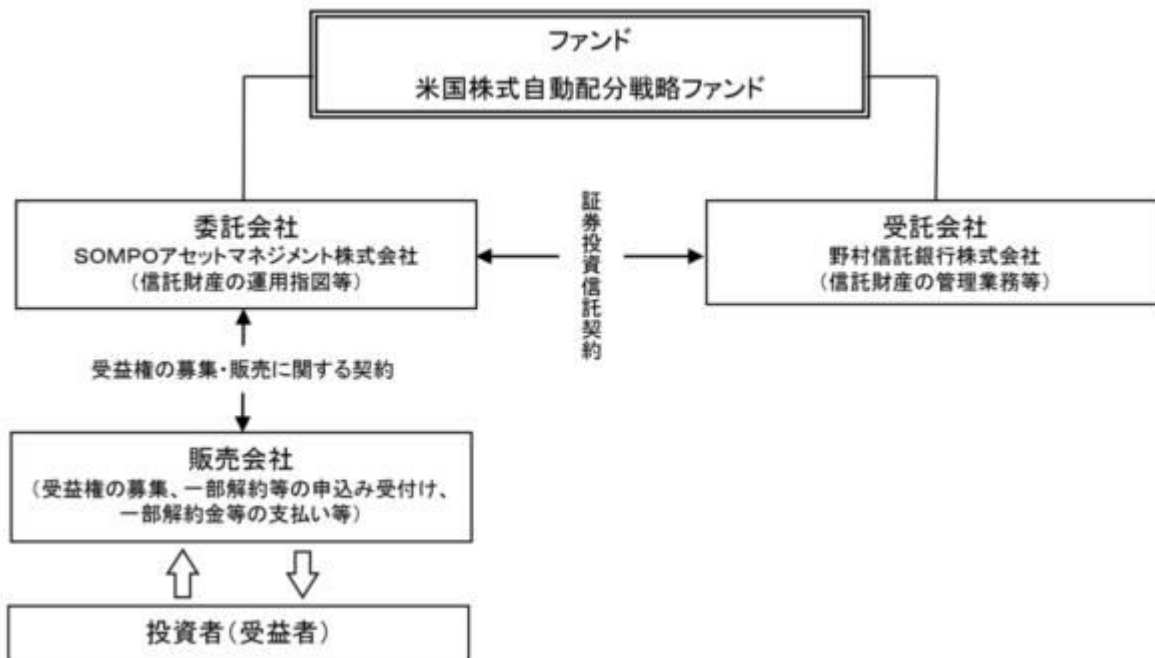 ファンド
米国株式自動配分戦略ファンド
委託会社
SOMPOアセットマネジメント株式会社
(信託財産の運用指図等)
証券投資信託契約
受託会社
野村信託銀行株式会社
(信託財産の管理業務等)
受益権の募集・販売に関する契約
販売会社
(受益権の募集、一部解約等の申込み受付け、
一部解約金等の支払い等)
投資者(受益者)